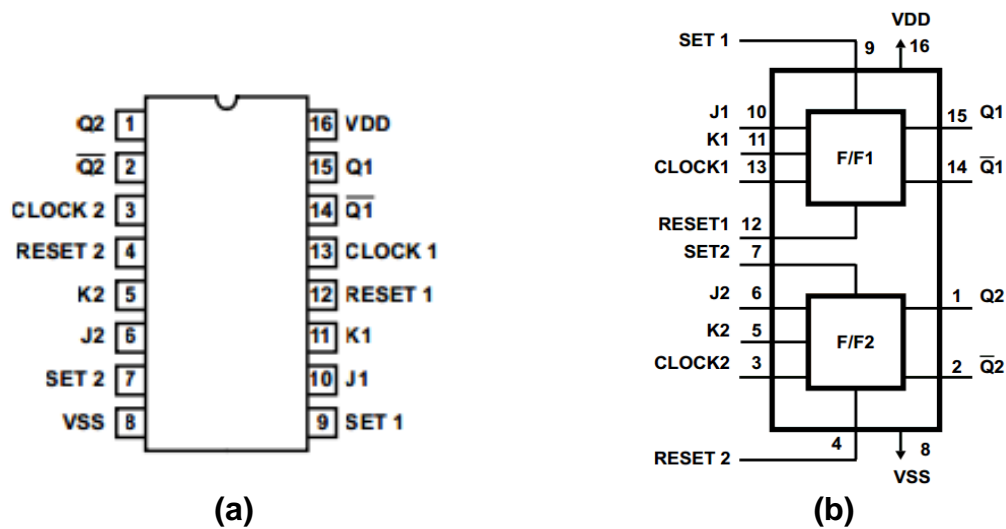 Q2 1 16 VDD
Q2 2 15 Q1
CLOCK 2 3 14 Q1
RESET 2 4 13 CLOCK 1
K2 5 12 RESET 1
J2 6 11 K1
SET 2 7 10 J1
VSS 8 9 SET 1
(a)
VDD
SET 1 9 16
J1 10 15 Q1
K1 11
F/F1
CLOCK1 13 14 Q1
RESET1 12
SET2 7
J2 6 1 Q2
K2 5
F/F2
CLOCK2 3 2 Q2
4 8
RESET 2
VSS
(b)